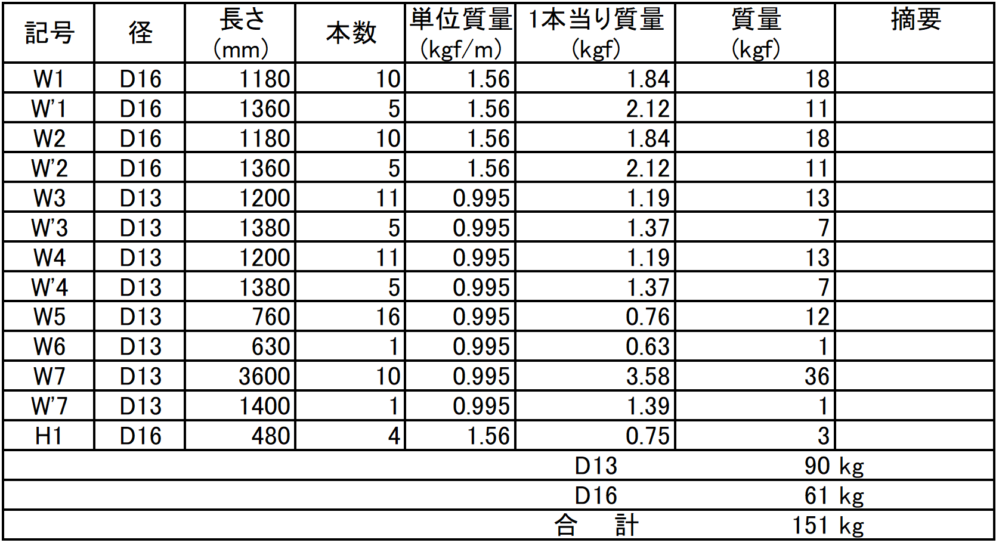 記号 径 長さ(mm) 本数 単位質量(kgf/m) 1本当り質量(kgf) 質量(kgf) 摘要
W1 D16 1180 10 1.56 1.84 18
W'1 D16 1360 5 1.56 2.12 11
W2 D16 1180 10 1.56 1.84 18
W'2 D16 1360 5 1.56 2.12 11
W3 D13 1200 11 0.995 1.19 13
W'3 D13 1380 5 0.995 1.37 7
W4 D13 1200 11 0.995 1.19 13
W'4 D13 1380 5 0.995 1.37 7
W5 D13 760 16 0.995 0.76 12
W6 D13 630 1 0.995 0.63 1
W7 D13 3600 10 0.995 3.58 36
W'7 D13 1400 1 0.995 1.39 1
H1 D16 480 4 1.56 0.75 3
D13 90 kg
D16 61 kg
合 計 151 kg